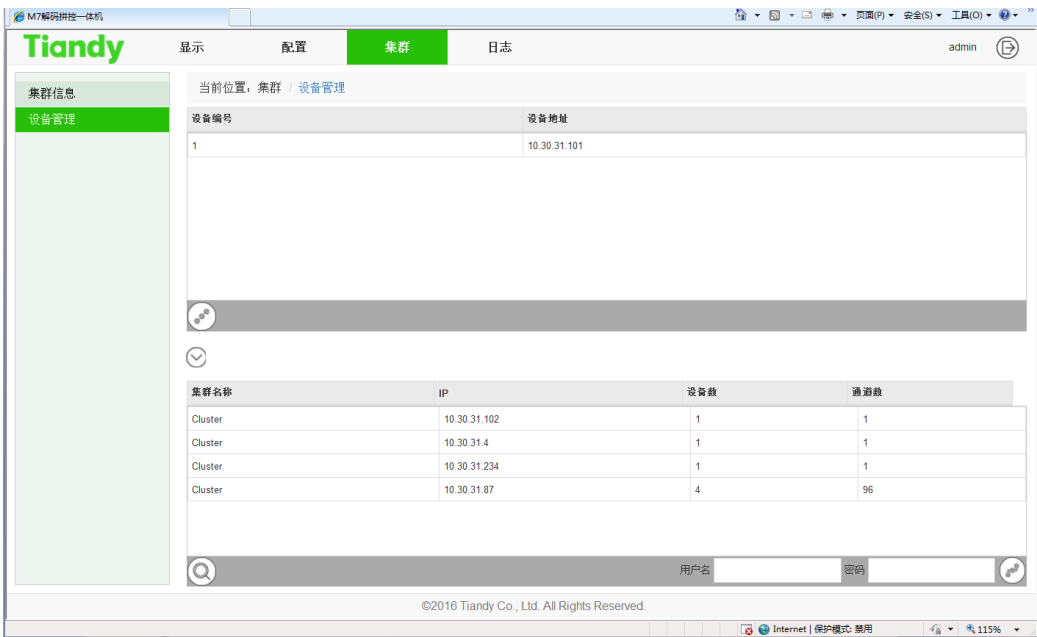 M7解码拼控一体机
页面(P) 安全(S) 工具(O) »
Tiandy 显示 配置 集群 日志 admin
集群信息
设备管理
当前位置：集群 / 设备管理
设备编号 设备地址
1 10.30.31.101
集群名称 IP 设备数 通道数
Cluster 10.30.31.102 1 1
Cluster 10.30.31.4 1 1
Cluster 10.30.31.234 1 1
Cluster 10.30.31.87 4 96
用户名 密码
©2016 Tiandy Co., Ltd. All Rights Reserved.
Internet | 保护模式: 禁用 115%